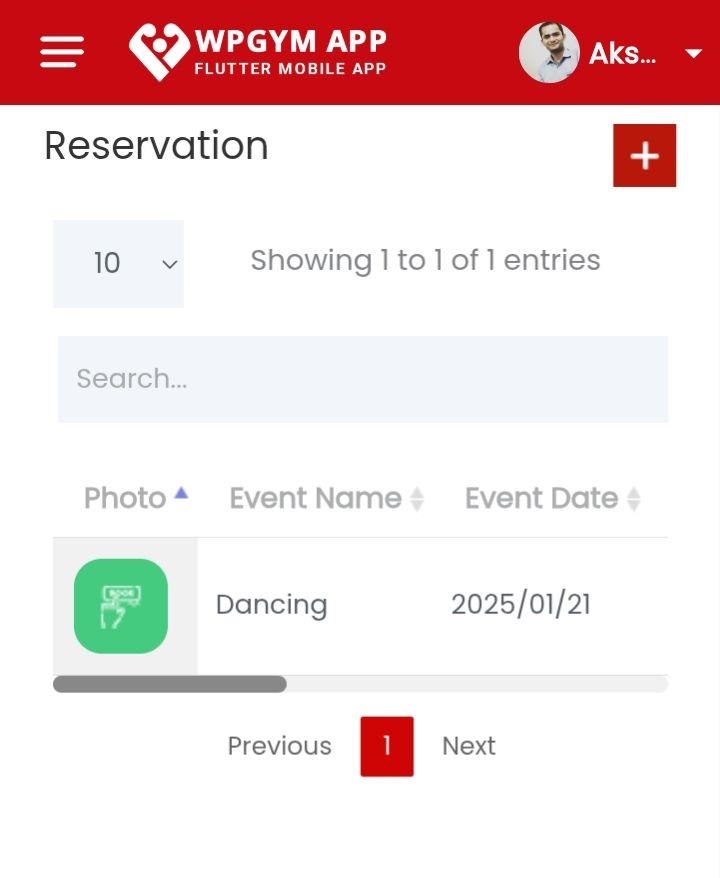 WPGYM APP
FLUTTER MOBILE APP
Aks...
Reservation
10
Showing 1 to 1 of 1 entries
Search...
Photo Event Name Event Date
BOOK
Dancing 2025/01/21
Previous 1 Next